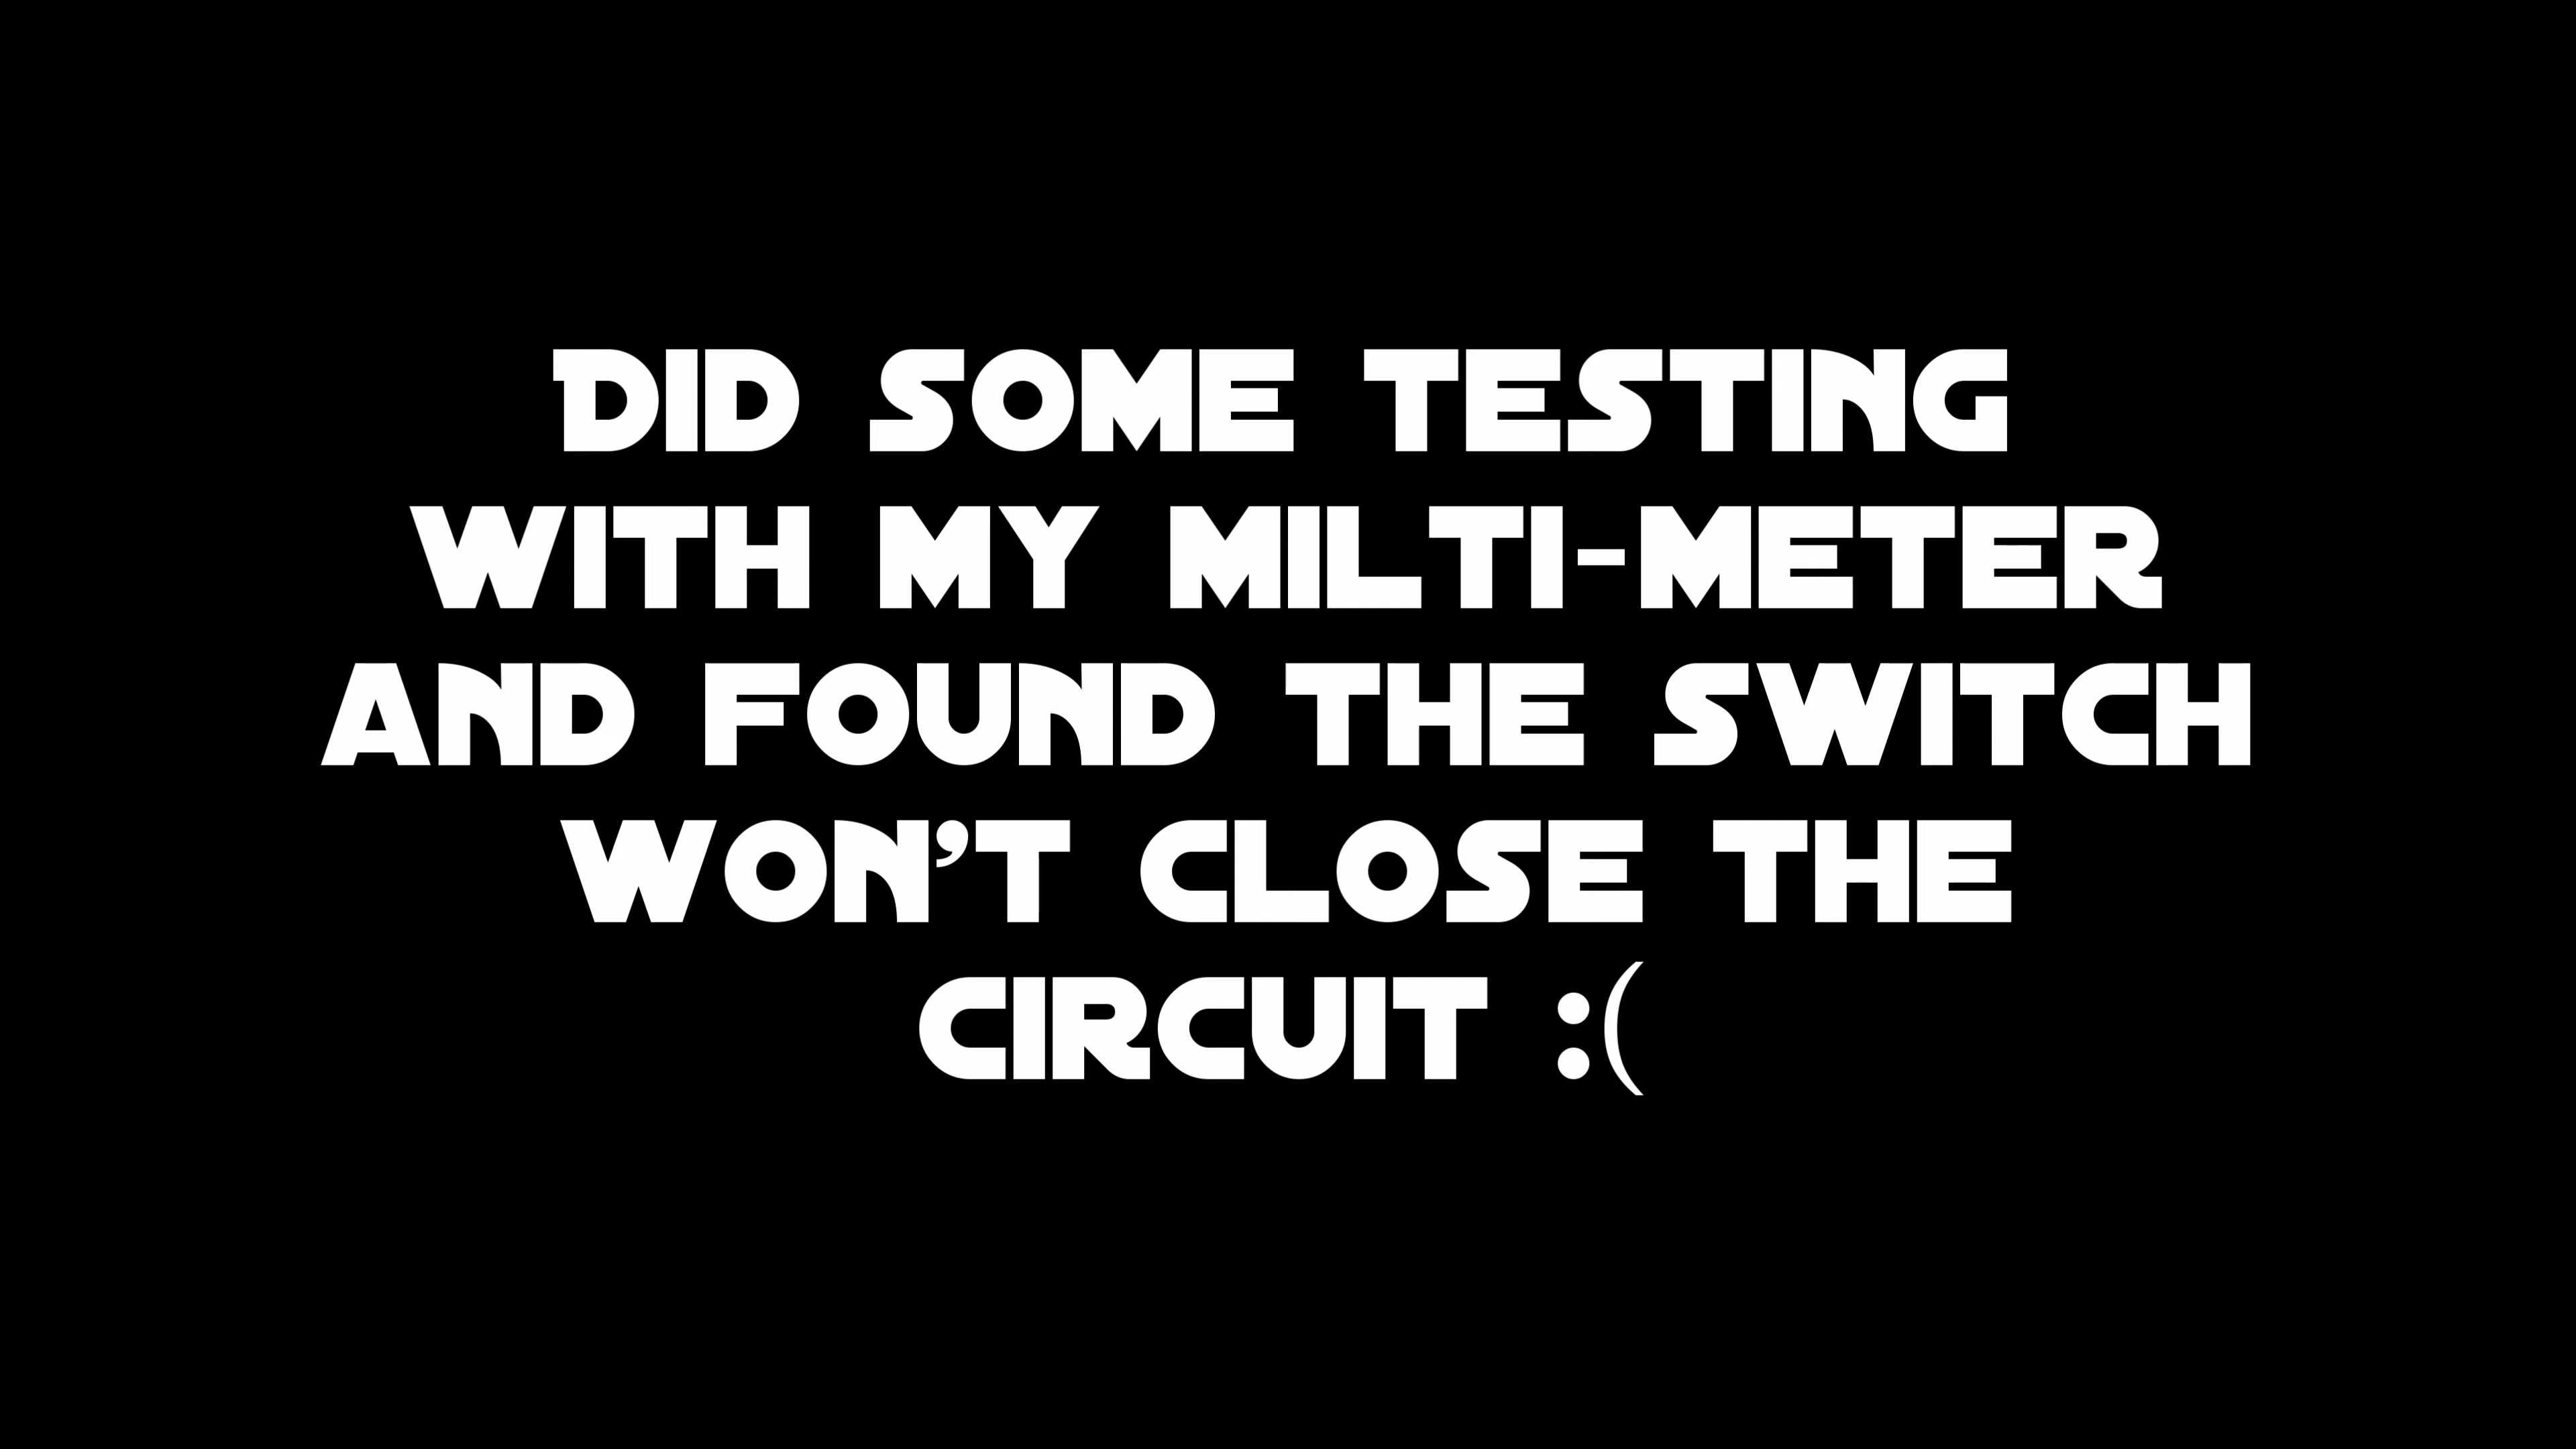 DID SOME TESTING
WITH MY MILTI-METER
AND FOUND THE SWITCH
WON'T CLOSE THE
CIRCUIT :(